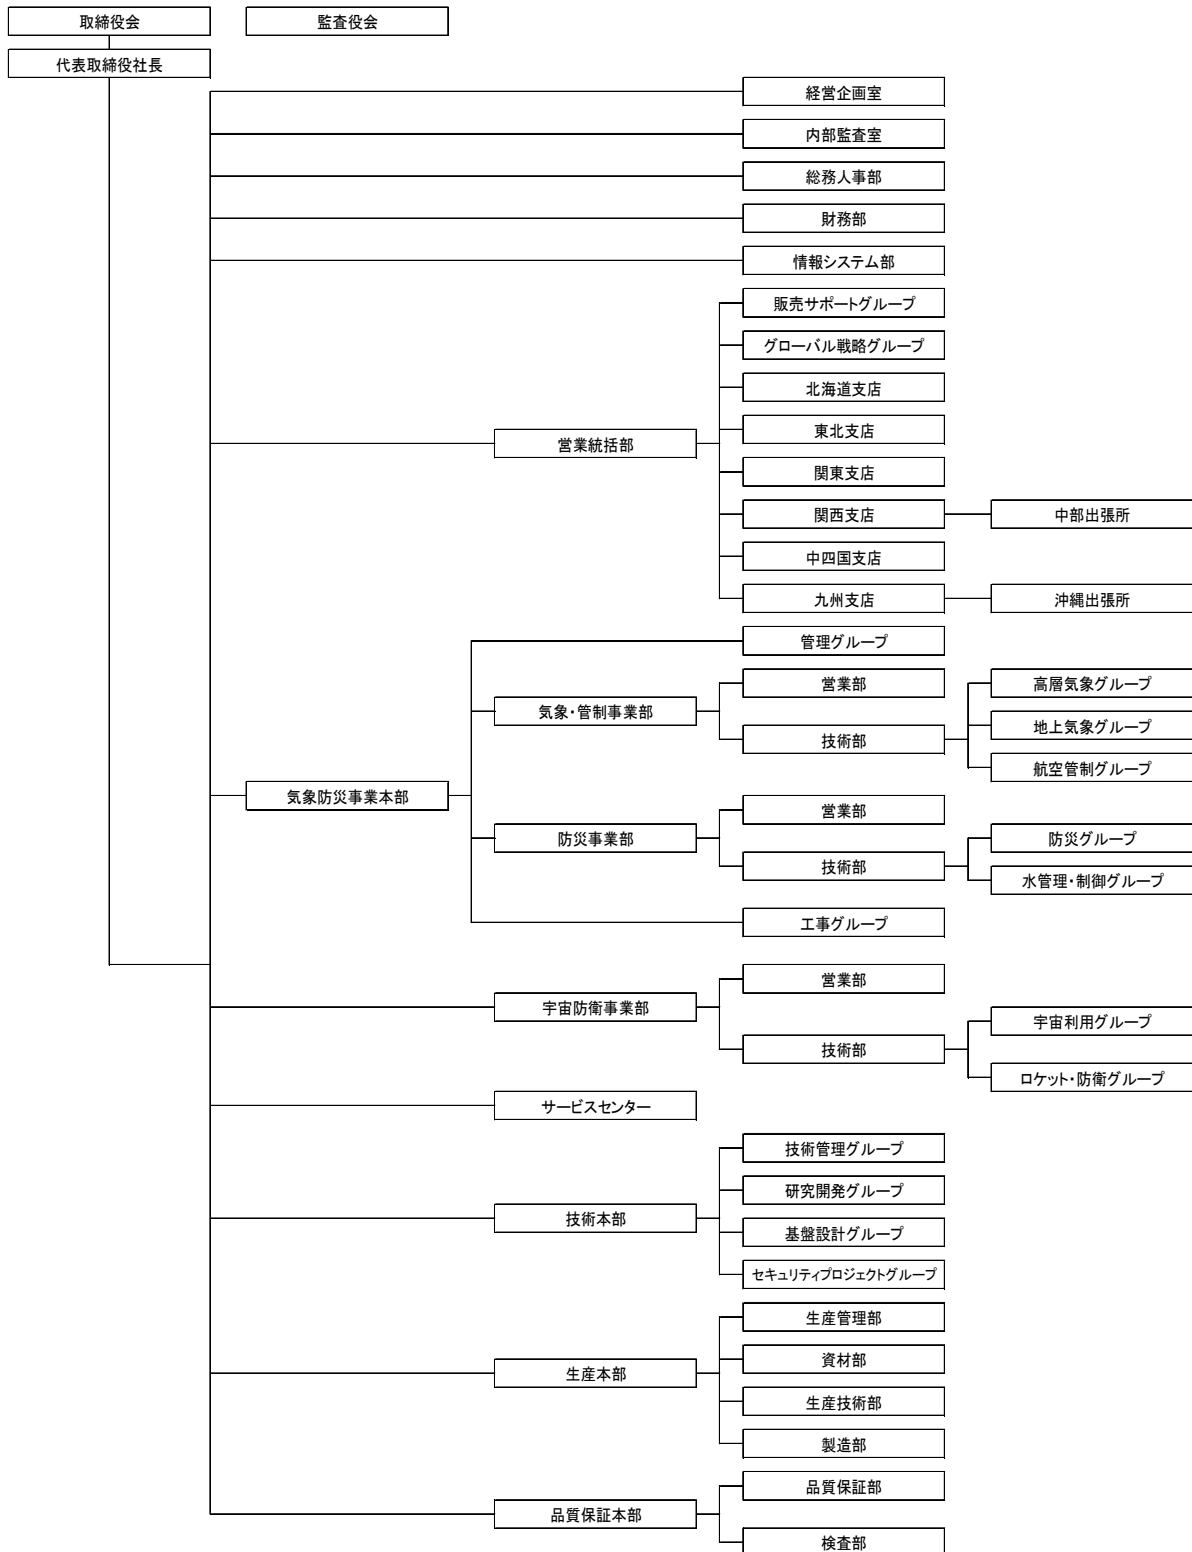 取締役会
監査役会
代表取締役社長
経営企画室
内部監査室
総務人事部
財務部
情報システム部
販売サポートグループ
グローバル戦略グループ
北海道支店
東北支店
営業統括部
関東支店
関西支店
中部出張所
中四国支店
九州支店
沖縄出張所
管理グループ
営業部
高層気象グループ
気象・管制事業部
地上気象グループ
技術部
航空管制グループ
気象防災事業本部
営業部
防災事業部
防災グループ
技術部
水管理・制御グループ
工事グループ
営業部
宇宙防衛事業部
宇宙利用グループ
技術部
ロケット・防衛グループ
サービスセンター
技術管理グループ
研究開発グループ
技術本部
基盤設計グループ
セキュリティプロジェクトグループ
生産管理部
資材部
生産本部
生産技術部
製造部
品質保証部
品質保証本部
検査部